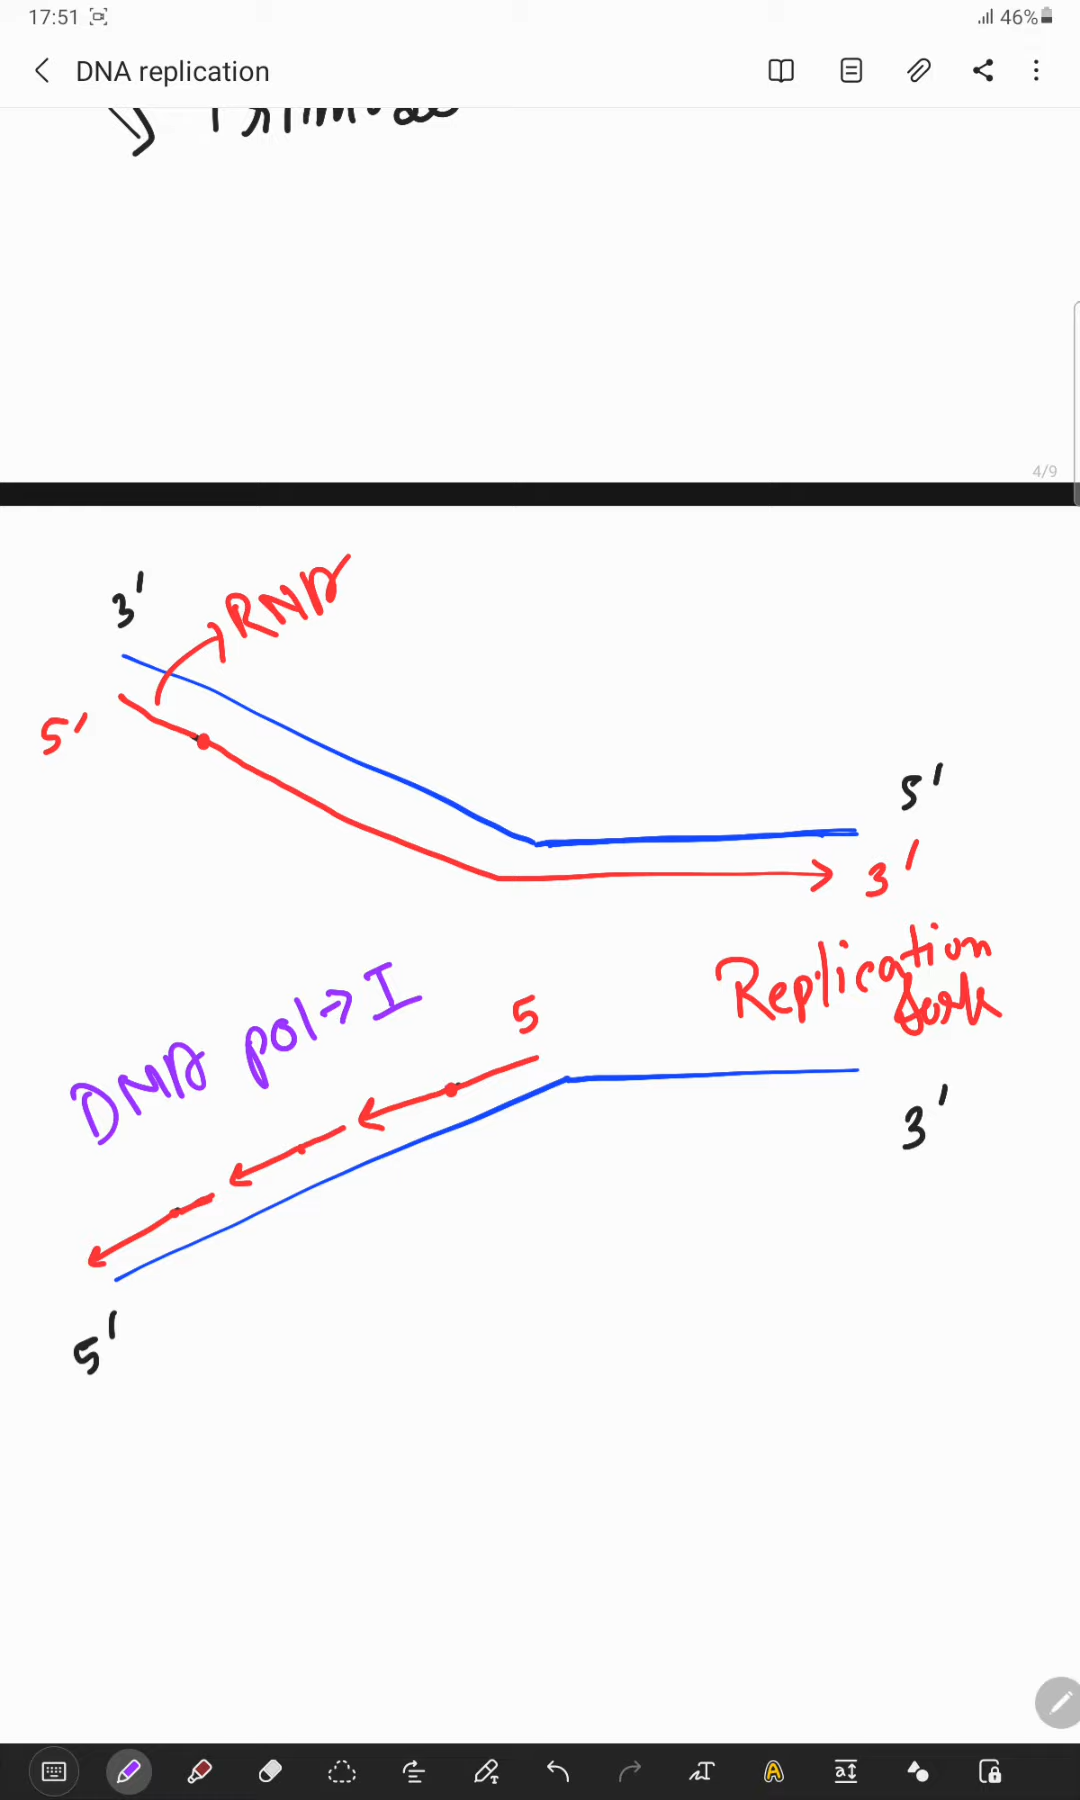 17:51
46%
DNA replication
4/9
3'
RNA
5'
5'
3'
Replication
fork
DNA pol→I
5
3'
5'